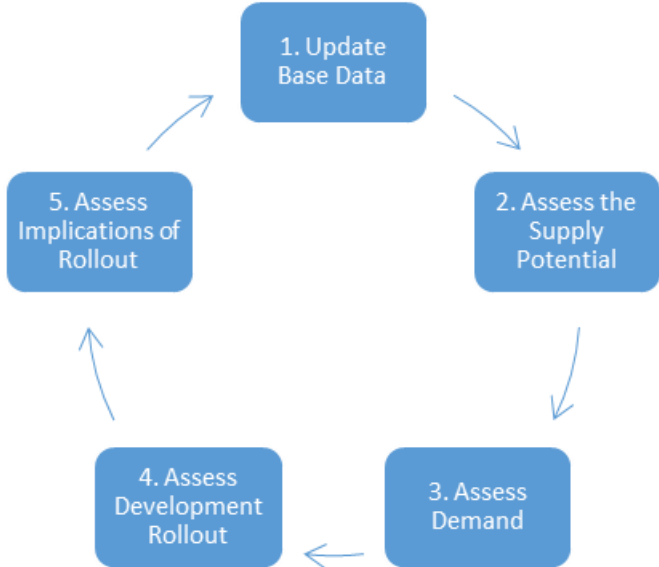 1. Update
Base Data
2. Assess the
Supply
Potential
3. Assess
Demand
4. Assess
Development
Rollout
5. Assess
Implications of
Rollout